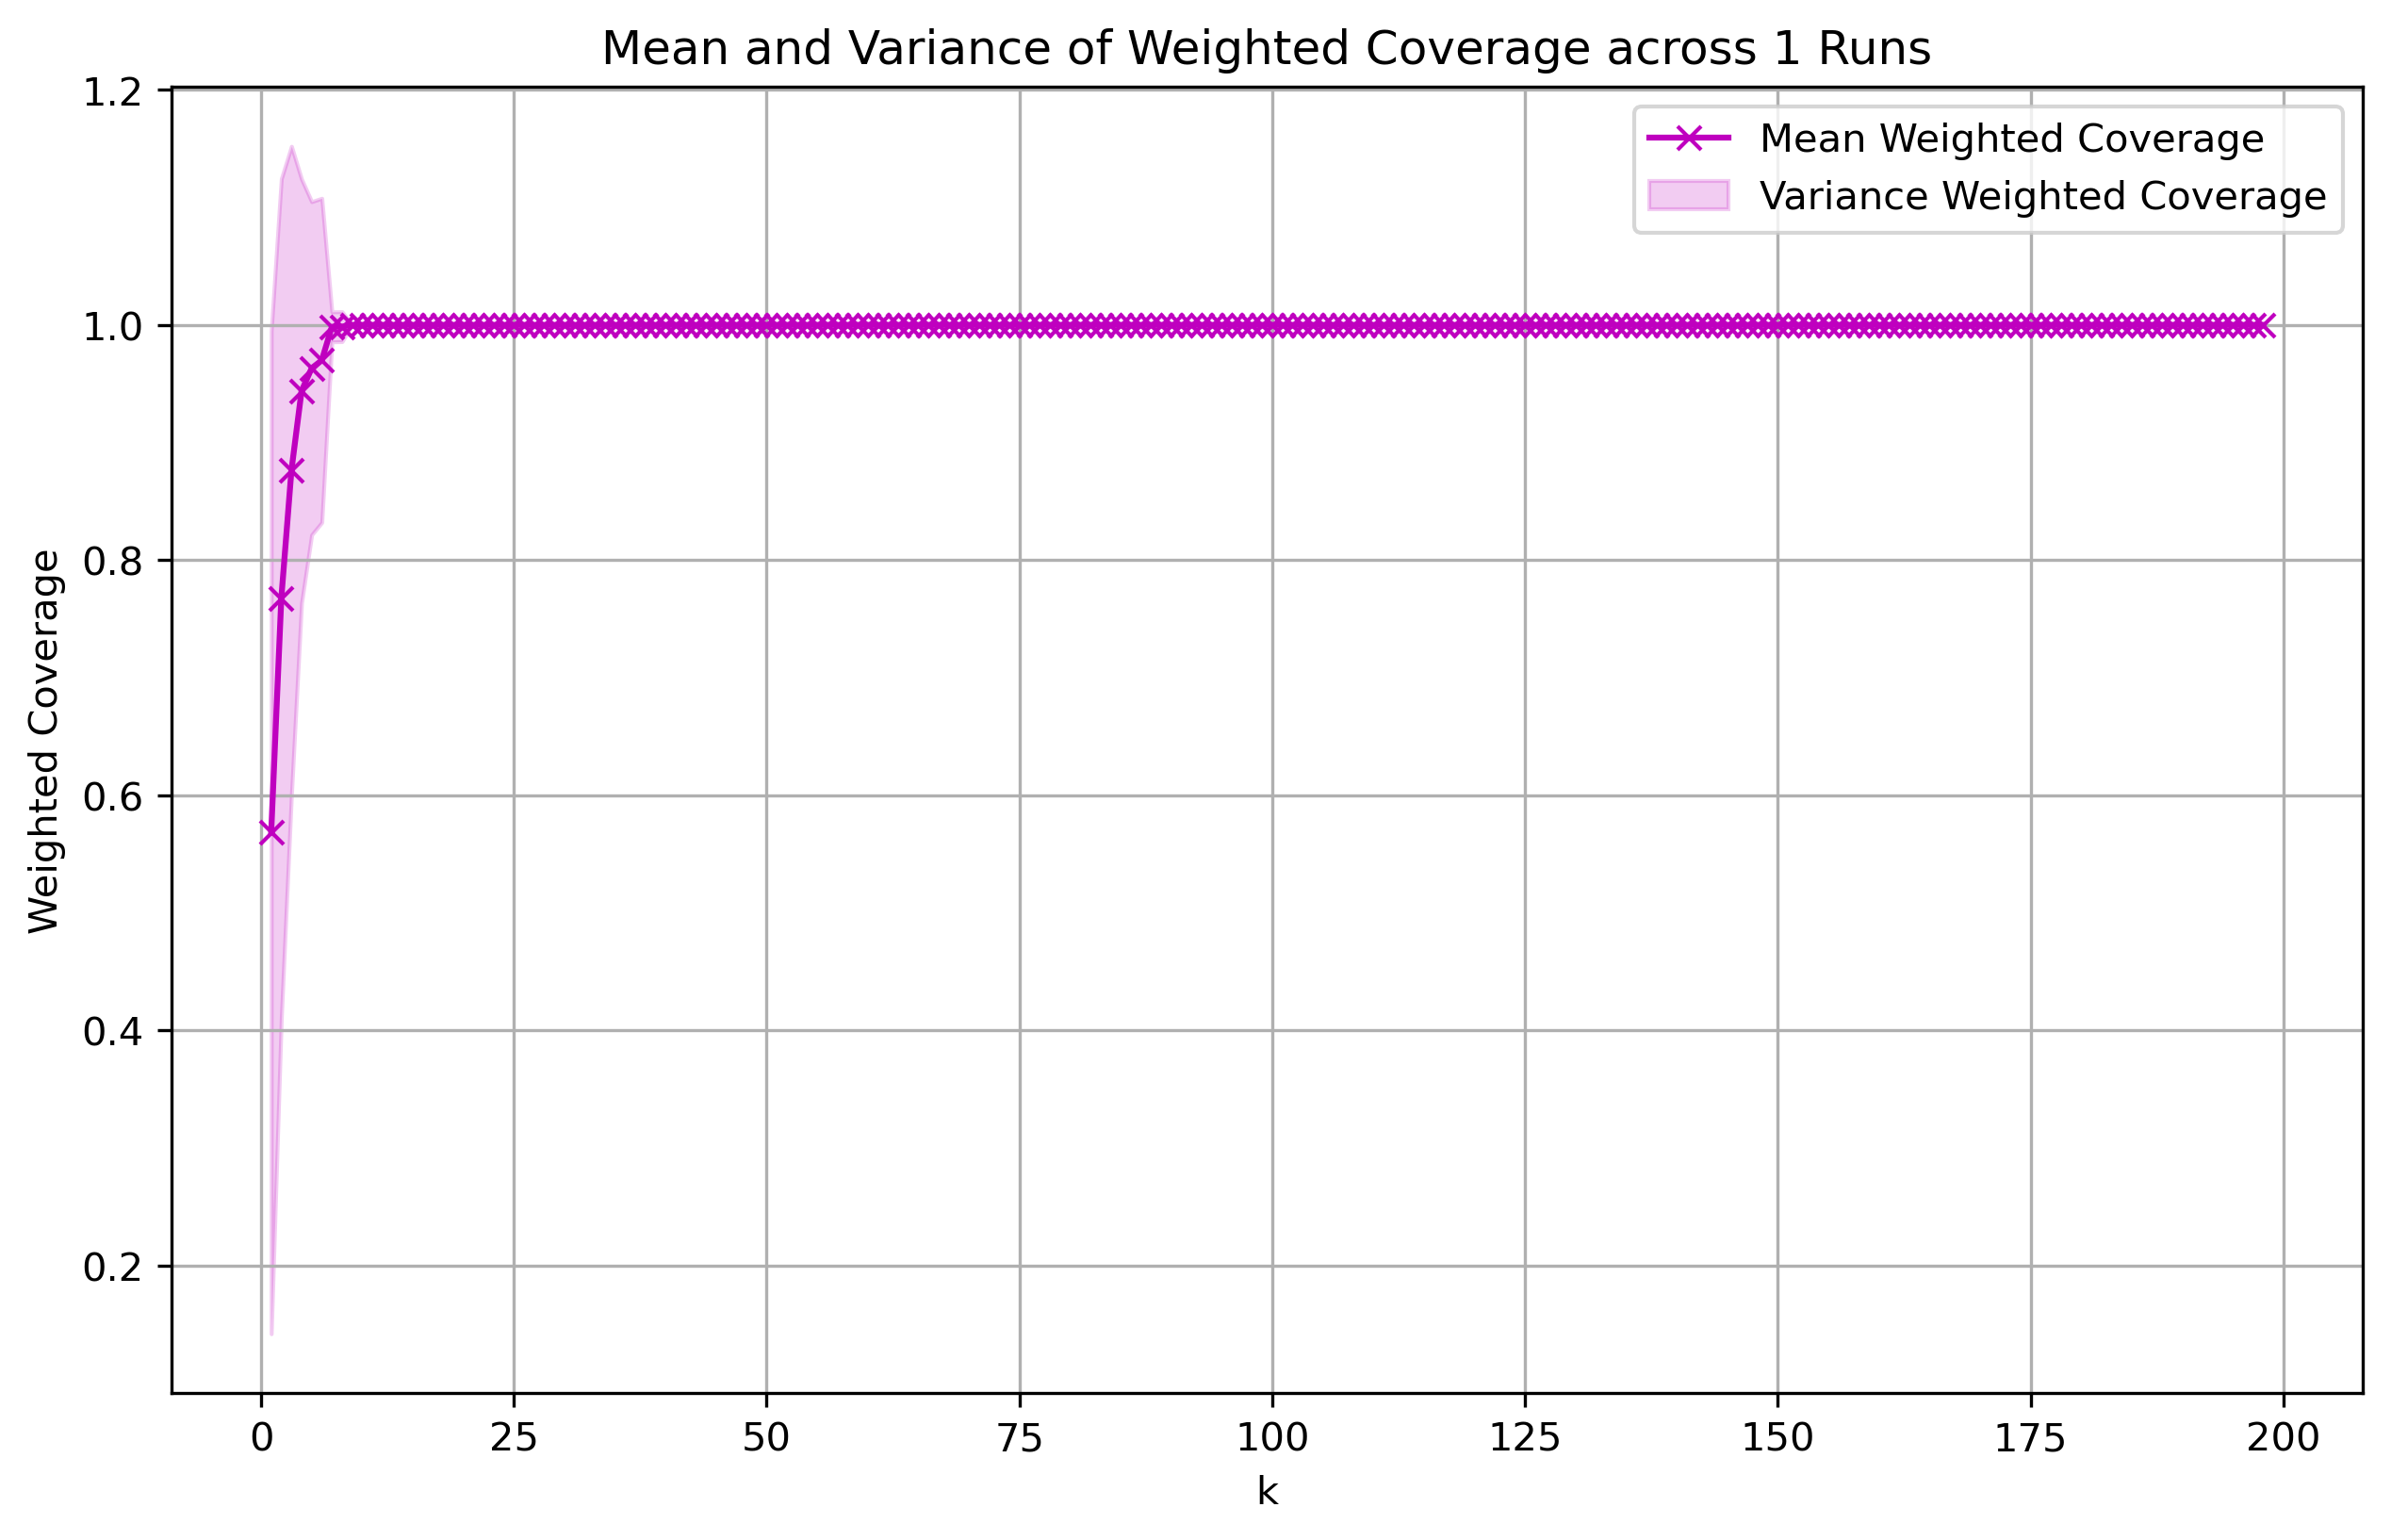 Mean and Variance of Weighted Coverage across 1 Runs
Mean Weighted Coverage
Variance Weighted Coverage
Weighted Coverage
1.2
1.0
0.8
0.6
0.4
0.2
0 25 50 75 100 125 150 175 200
k